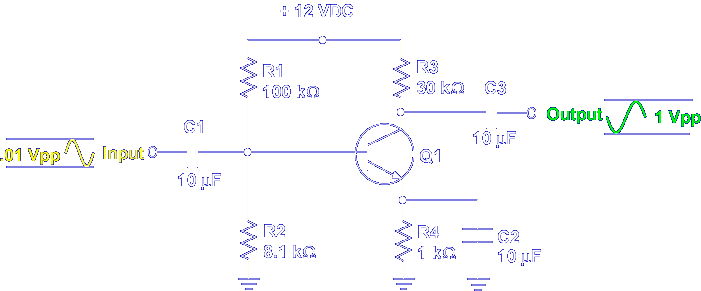 + 12 VDC
R1
100 kΩ
R3
30 kΩ
C3
10 µF
Output
1 Vpp
C1
10 µF
.01 Vpp
Input
Q1
R2
8.1 kΩ
R4
1 kΩ
C2
10 µF